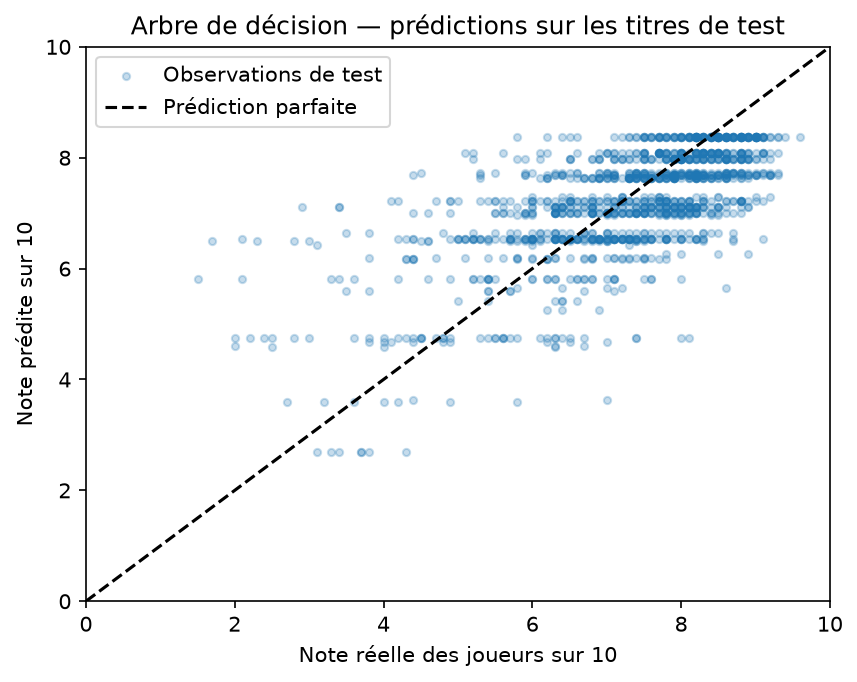 Arbre de décision — prédictions sur les titres de test
Observations de test
Prédiction parfaite
Note prédite sur 10
10
8
6
4
2
0
0 2 4 6 8 10
Note réelle des joueurs sur 10